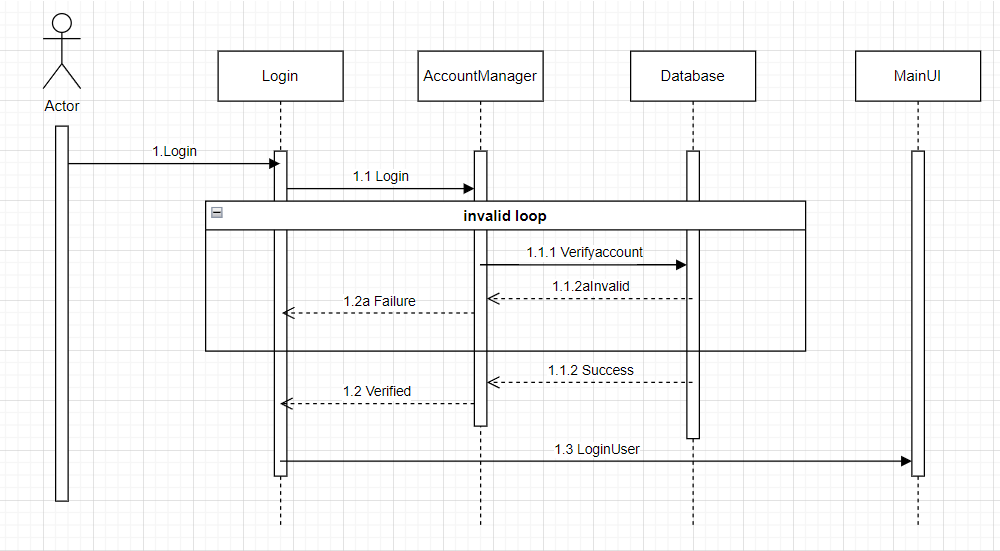 Actor
Login
AccountManager
Database
MainUI
1.Login
1.1 Login
invalid loop
1.1.1 Verifyaccount
1.1.2aInvalid
1.2a Failure
1.1.2 Success
1.2 Verified
1.3 LoginUser